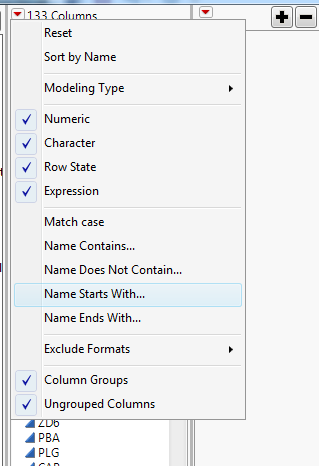 133 Columns
Reset
Sort by Name
Modeling Type
Numeric
Character
Row State
Expression
Match case
Name Contains...
Name Does Not Contain...
Name Starts With...
Name Ends With...
Exclude Formats
Column Groups
Ungrouped Columns
ZD6
PBA
PLG